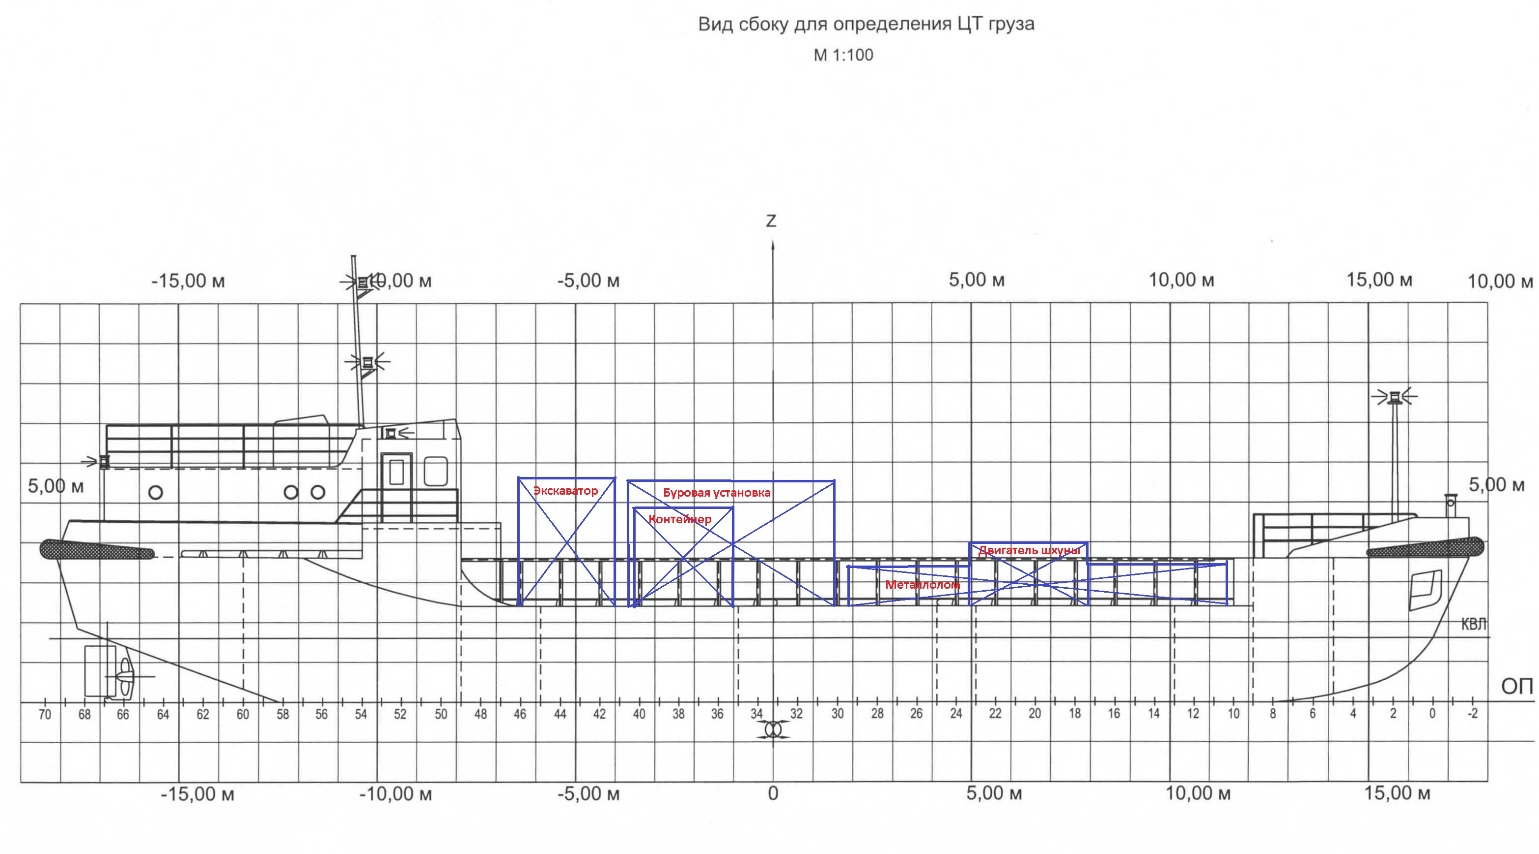 Вид сбоку для определения ЦТ груза
М 1:100
Z
-15,00 м
-10,00 м
-5,00 м
5,00 м
10,00 м
15,00 м
10,00 м
5,00 м
Экскаватор
Буровая установка
5,00 м
Контейнер
Двигатель шхуны
Металлолом
КВЛ
ОП
70 68 66 64 62 60 58 56 54 52 50 48 46 44 42 40 38 36 34 32 30 28 26 24 22 20 18 16 14 12 10 8 6 4 2 0 -2
-15,00 м
-10,00 м
-5,00 м
0
5,00 м
10,00 м
15,00 м